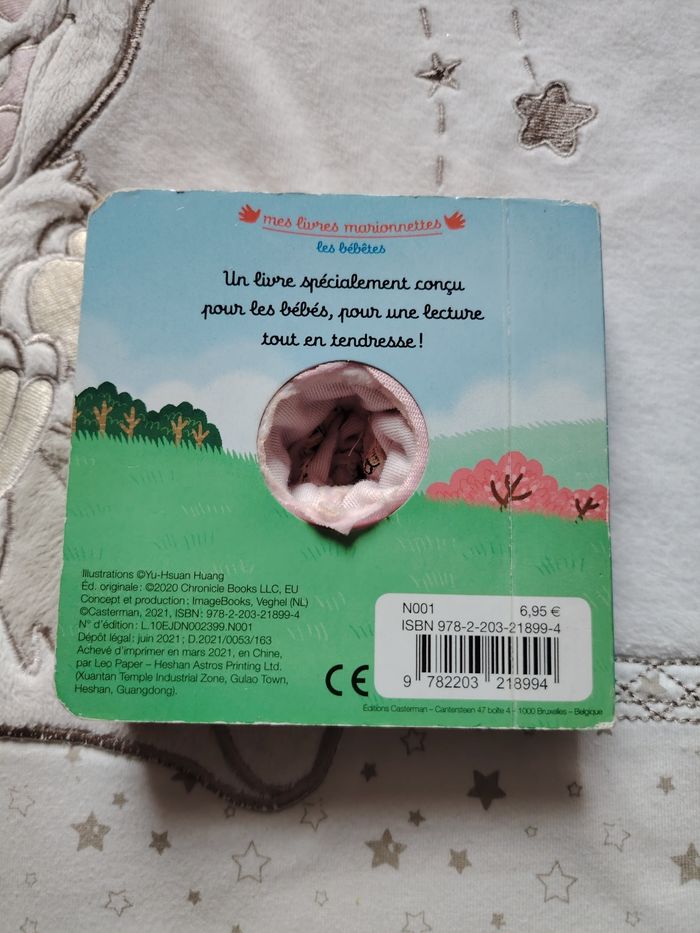 mes livres marionnettes
les bébêtes
Un livre spécialement conçu
pour les bébés, pour une lecture
tout en tendresse !
Illustrations ©Yu-Hsuan Huang
Éd. originale : ©2020 Chronicle Books LLC, EU
Concept et production : ImageBooks, Veghel (NL)
©Casterman, 2021, ISBN : 978-2-203-21899-4
N° d'édition : L.10EJDN002399.N001
Dépôt légal : juin 2021 ; D.2021/0053/163
Achevé d'imprimer en mars 2021, en Chine,
par Leo Paper – Heshan Astros Printing Ltd.
(Xuantan Temple Industrial Zone, Gulao Town,
Heshan, Guangdong).
CE
N001 6,95 €
ISBN 978-2-203-21899-4
9 782203 218994
Éditions Casterman – Cantersteen 47 boîte 4 – 1000 Bruxelles – Belgique